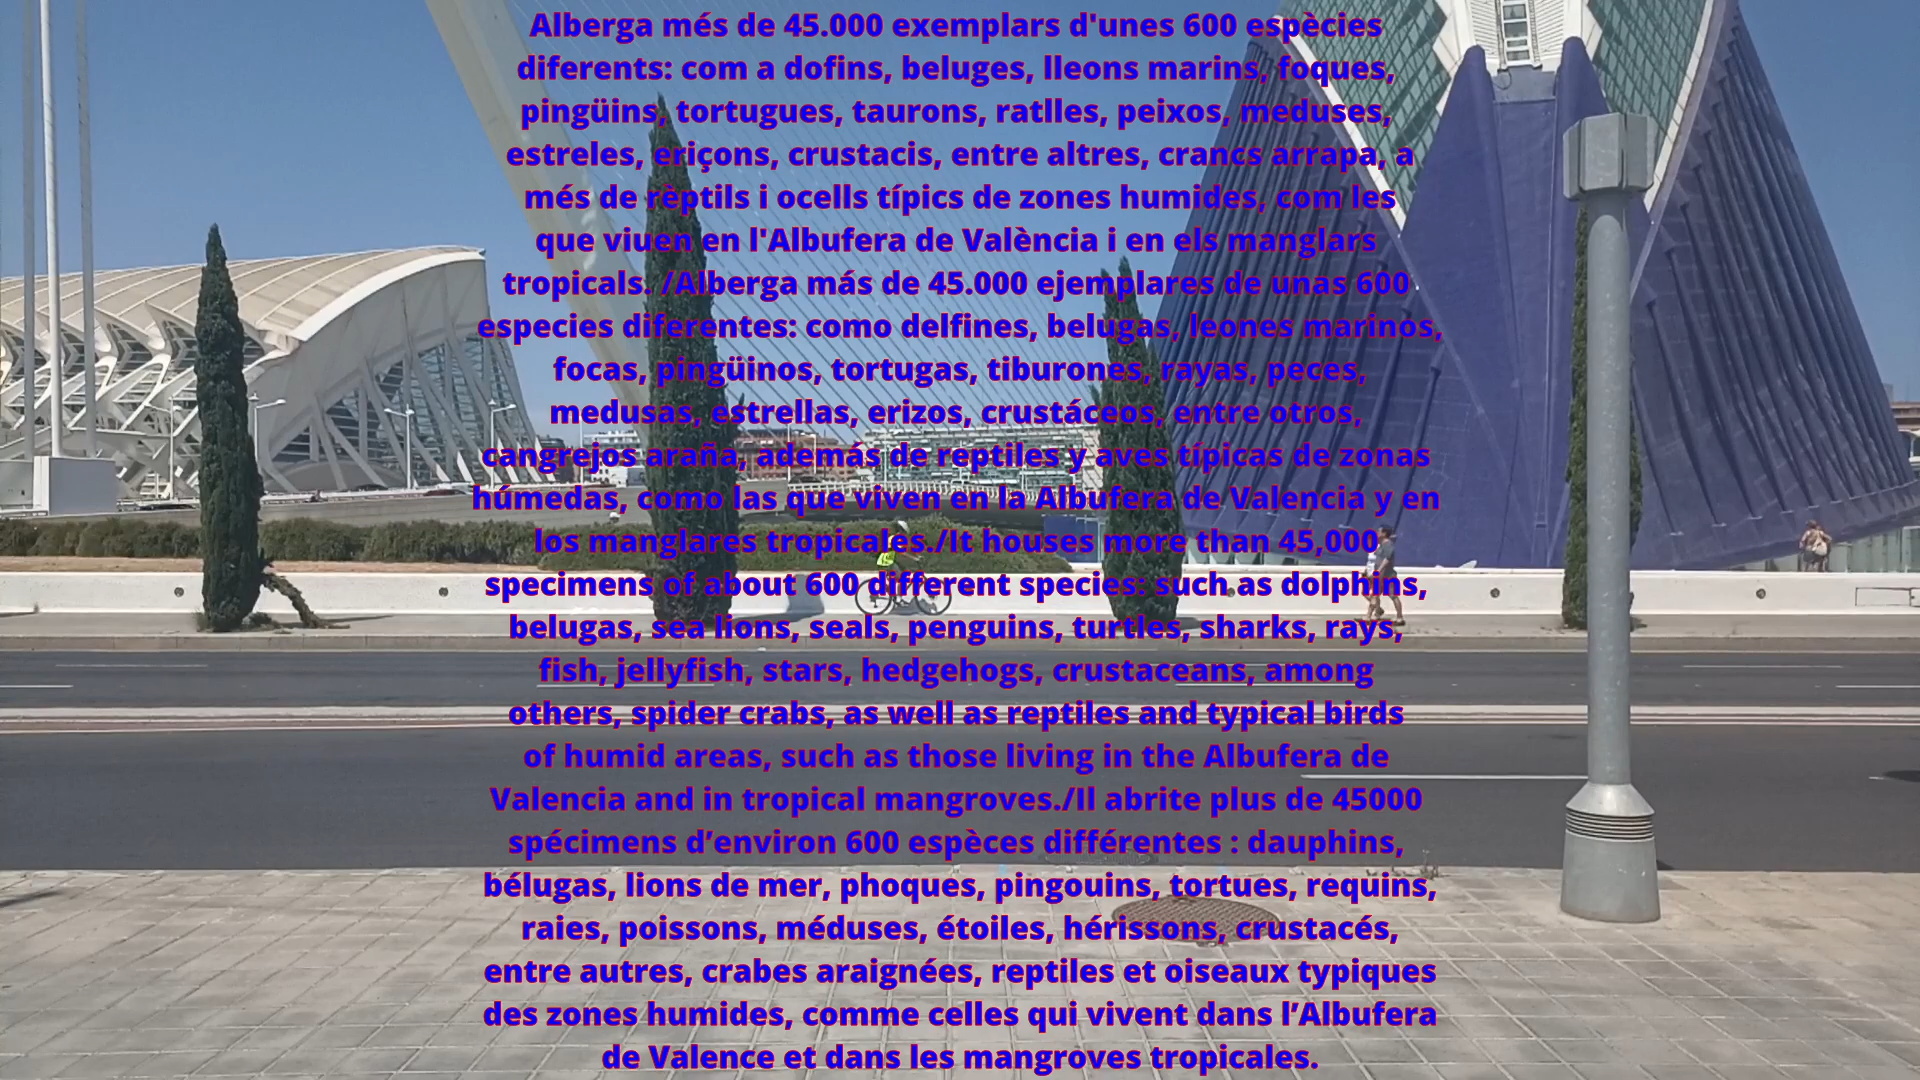 Alberga més de 45.000 exemplars d'unes 600 espècies
diferents: com a dofins, beluges, lleons marins, foques,
pingüins, tortugues, taurons, ratlles, peixos, meduses,
estreles, eriçons, crustacis, entre altres, crancs arrapa, a
més de rèptils i ocells típics de zones humides, com les
que viuen en l'Albufera de València i en els manglars
tropicals. /Alberga más de 45.000 ejemplares de unas 600
especies diferentes: como delfines, belugas, leones marinos,
focas, pingüinos, tortugas, tiburones, rayas, peces,
medusas, estrellas, erizos, crustáceos, entre otros,
cangrejos araña, además de reptiles y aves típicas de zonas
húmedas, como las que viven en la Albufera de Valencia y en
los manglares tropicales./It houses more than 45,000
specimens of about 600 different species: such as dolphins,
belugas, sea lions, seals, penguins, turtles, sharks, rays,
fish, jellyfish, stars, hedgehogs, crustaceans, among
others, spider crabs, as well as reptiles and typical birds
of humid areas, such as those living in the Albufera de
Valencia and in tropical mangroves./Il abrite plus de 45000
spécimens d’environ 600 espèces différentes : dauphins,
bélugas, lions de mer, phoques, pingouins, tortues, requins,
raies, poissons, méduses, étoiles, hérissons, crustacés,
entre autres, crabes araignées, reptiles et oiseaux typiques
des zones humides, comme celles qui vivent dans l’Albufera
de Valence et dans les mangroves tropicales.